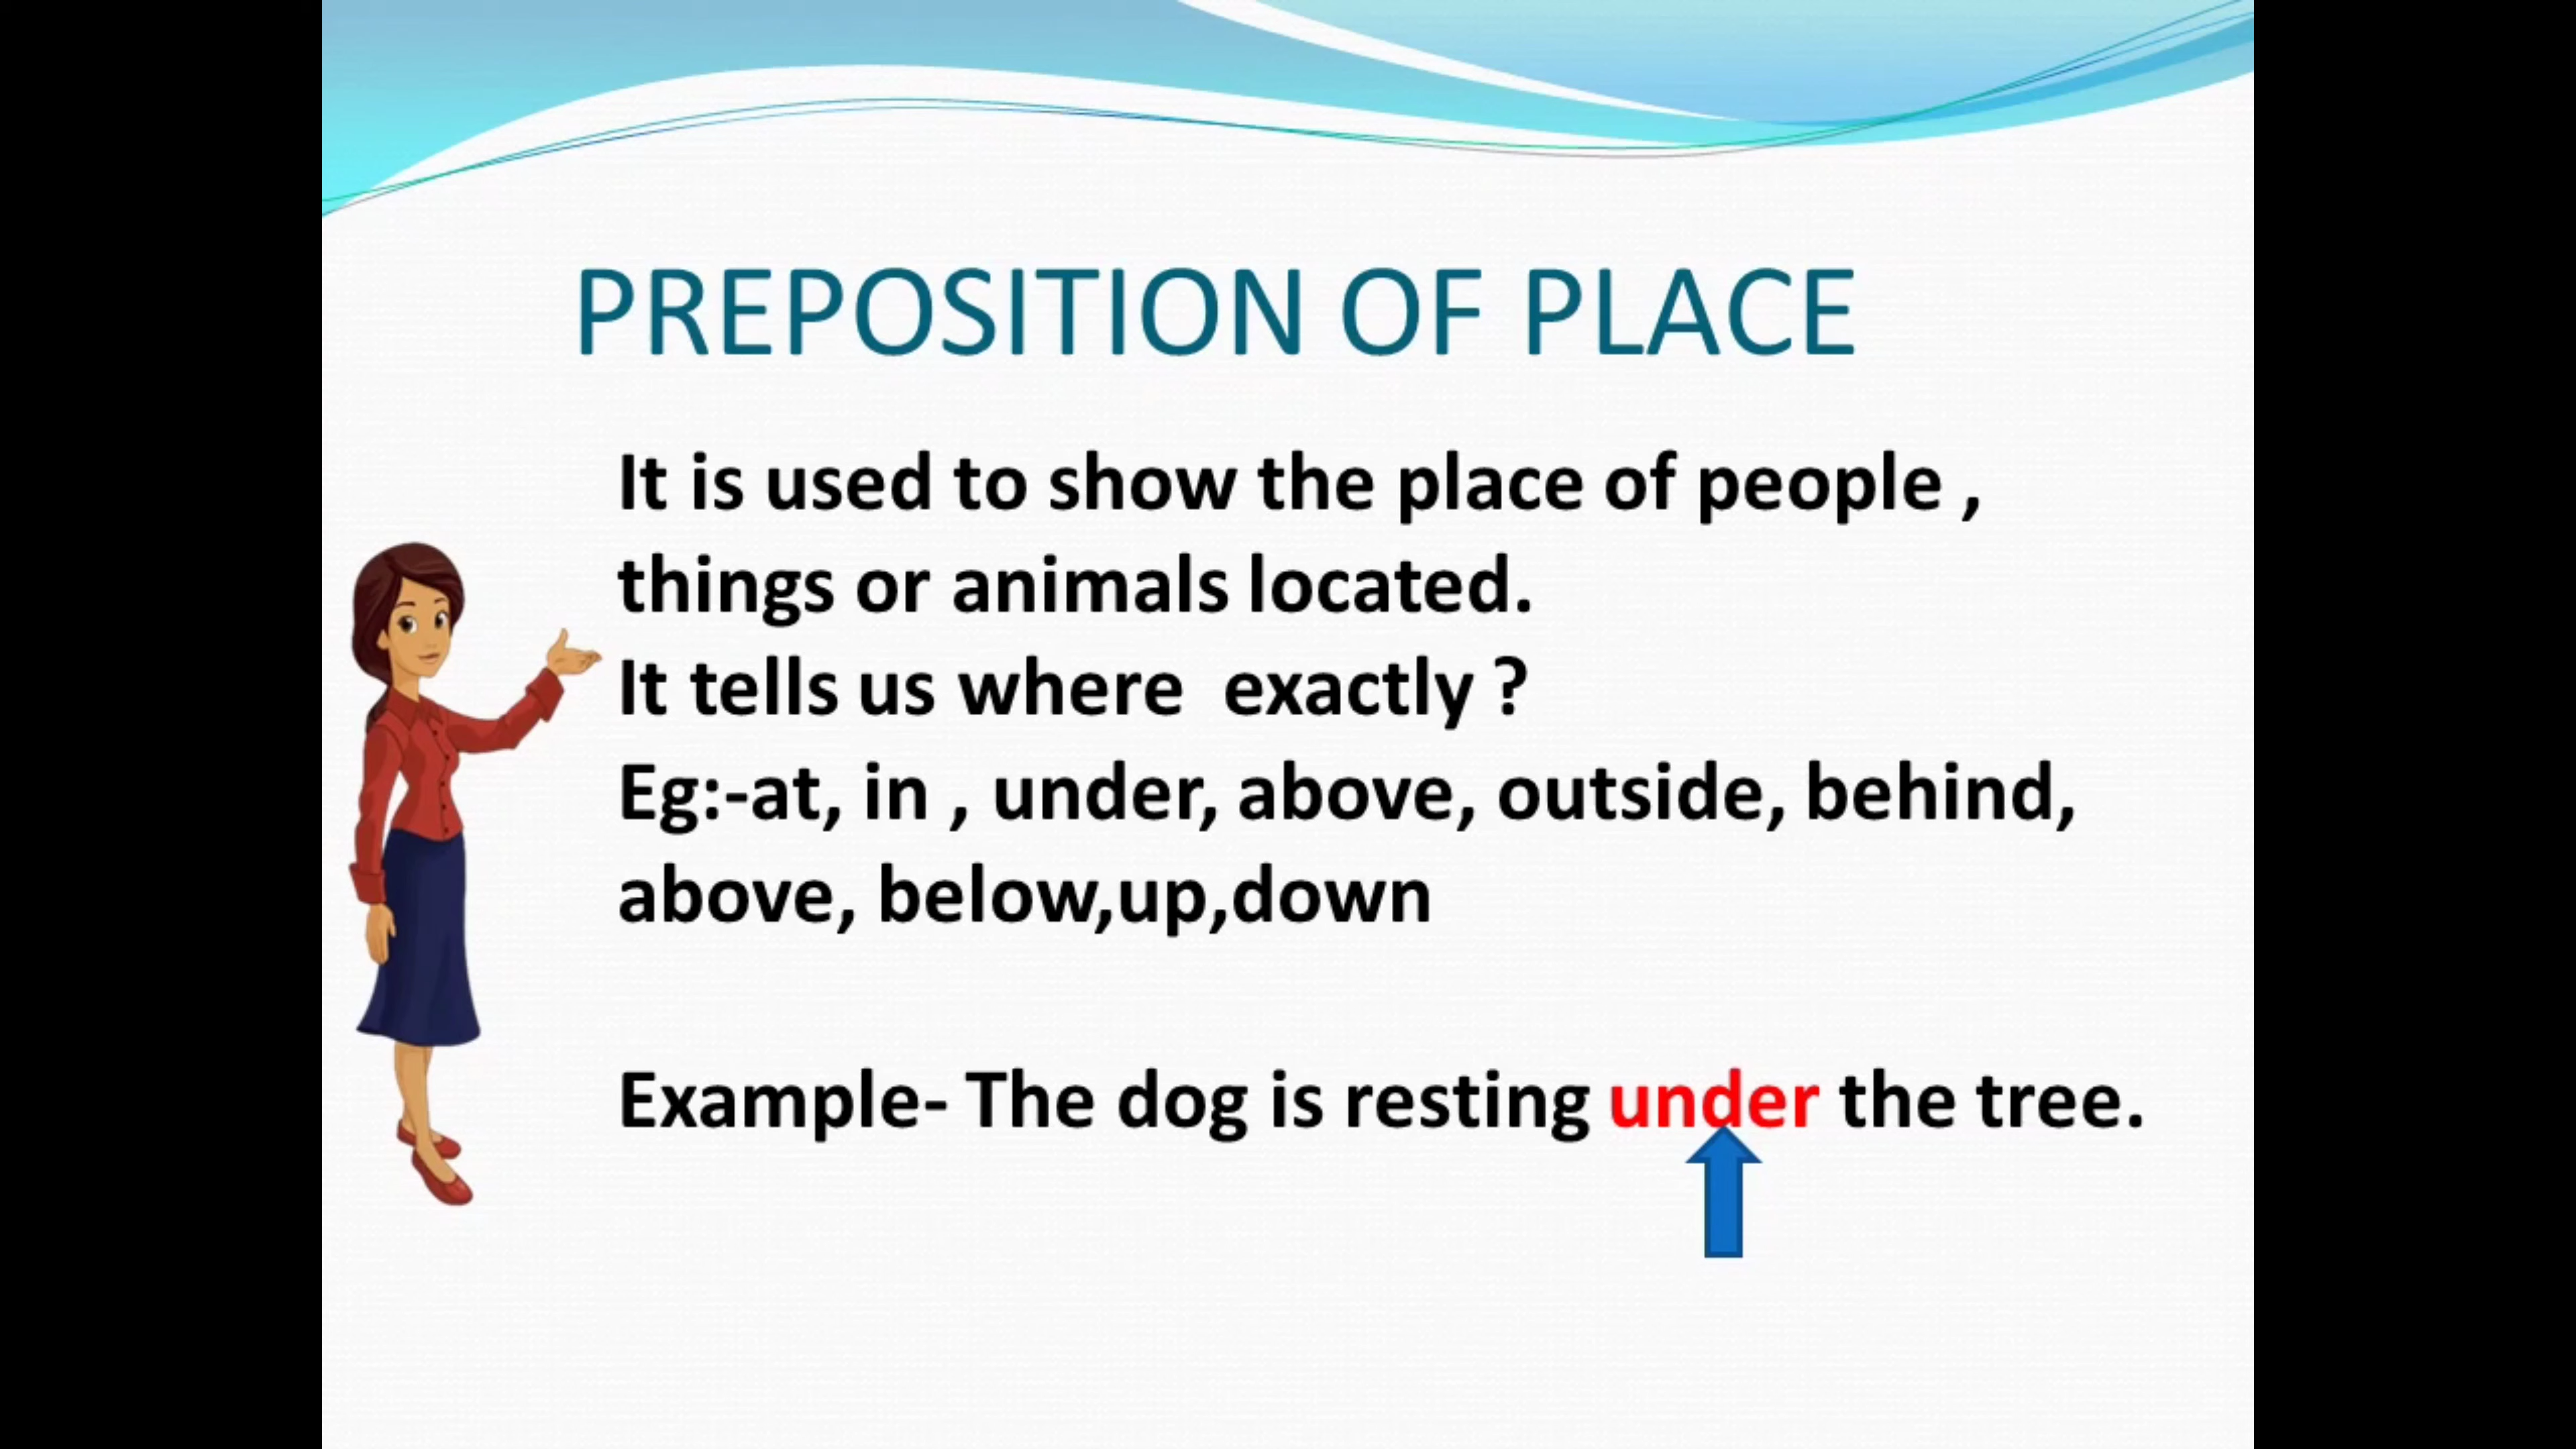 PREPOSITION OF PLACE
It is used to show the place of people ,
things or animals located.
It tells us where  exactly ?
Eg:-at, in , under, above, outside, behind,
above, below,up,down
Example- The dog is resting under the tree.